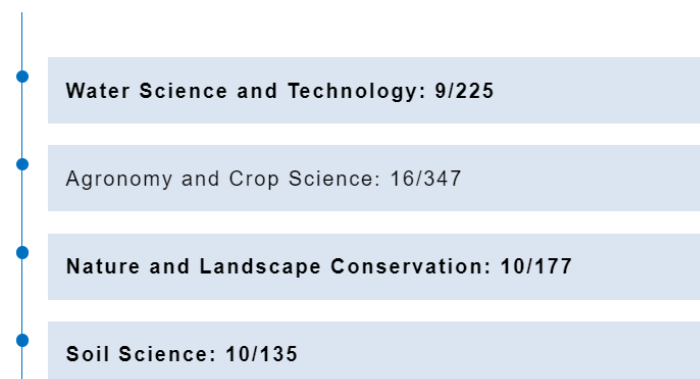 Water Science and Technology: 9/225
Agronomy and Crop Science: 16/347
Nature and Landscape Conservation: 10/177
Soil Science: 10/135